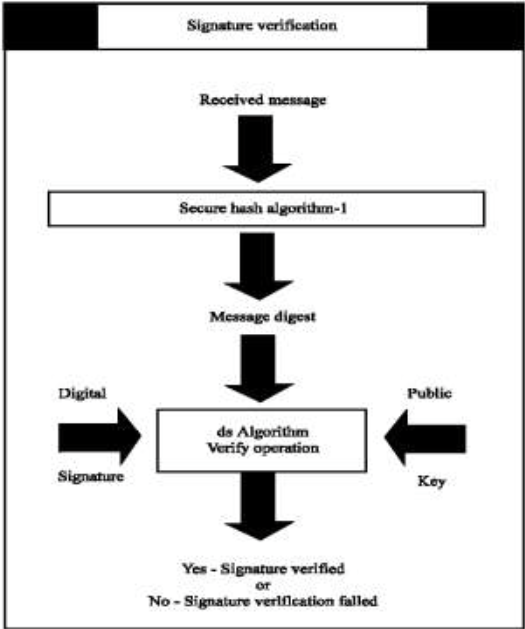 Signature verification
Received message
Secure hash algorithm-1
Message digest
Digital
Public
ds Algorithm
Verify operation
Signature
Key
Yes - Signature verified
or
No - Signature verification failed